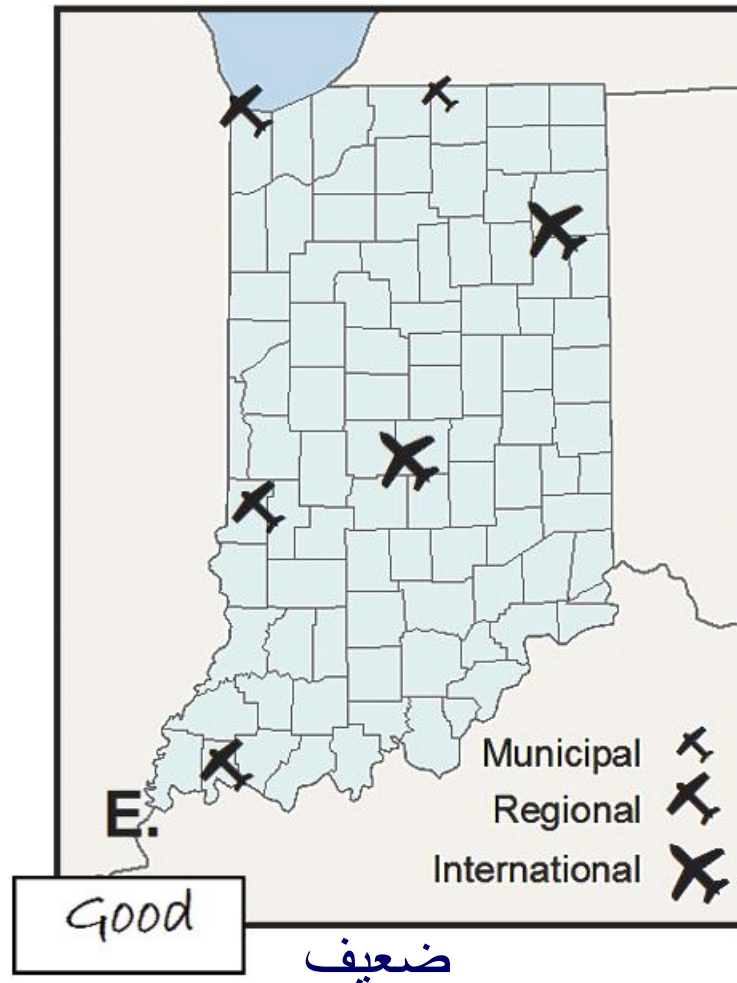 Municipal
Regional
International
E.
Good
ضعيف